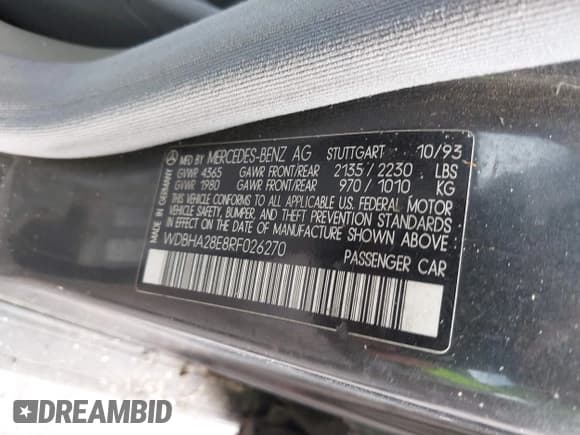 MFD BY MERCEDES-BENZ AG STUTTGART 10/93
GVWR 4365 GAWR FRONT/REAR 2135/2230 LBS
GVWR 1980 GAWR FRONT/REAR 970/1010 KG
THIS VEHICLE CONFORMS TO ALL APPLICABLE U.S. FEDERAL MOTOR
VEHICLE SAFETY, BUMPER, AND THEFT PREVENTION STANDARDS
IN EFFECT ON THE DATE OF MANUFACTURE SHOWN ABOVE.
WDBHA28E8RF026270
PASSENGER CAR
MADE IN GERMANY
DREAMBID